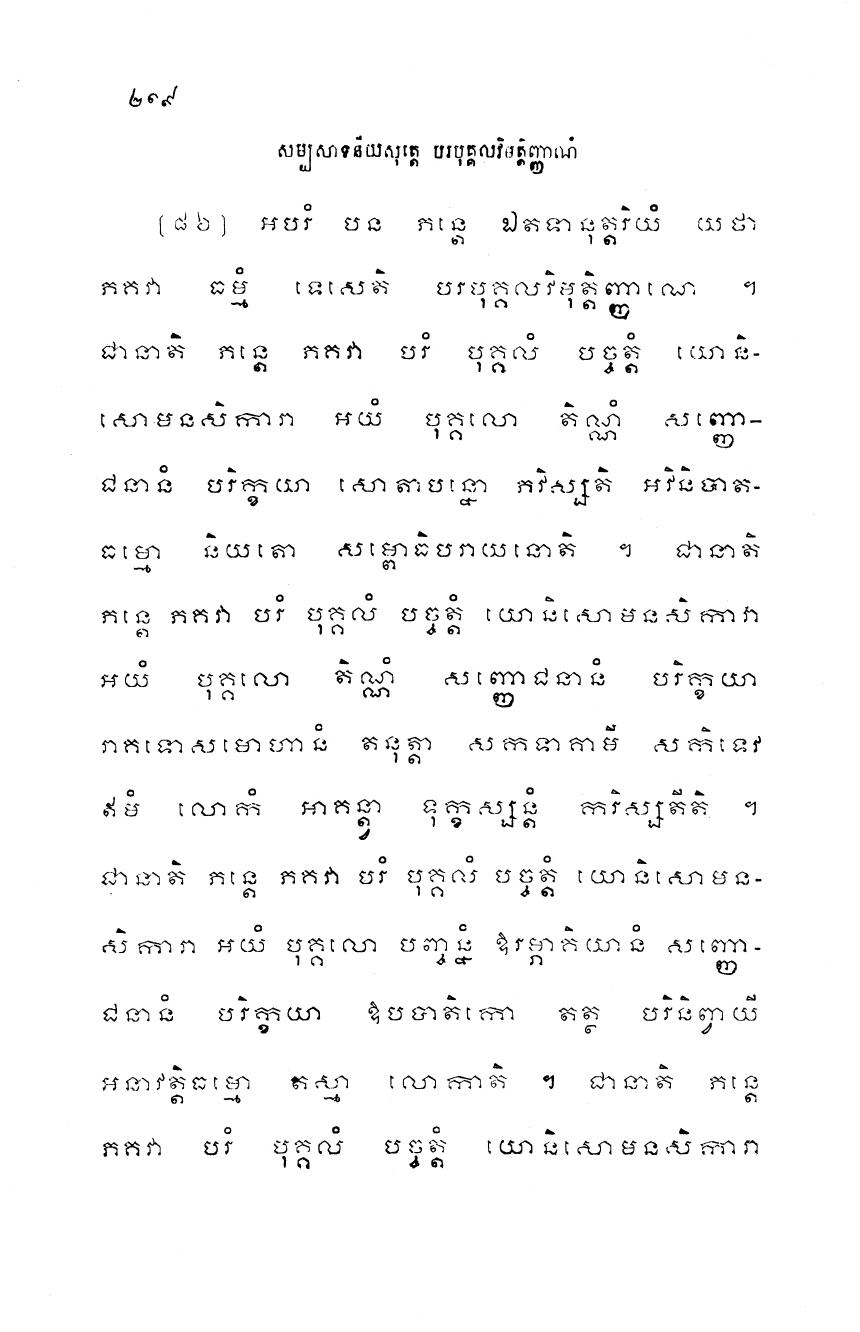 ២១៩
សម្បសាទនីយសុត្តេ បរបុគ្គលវិមុត្តិញ្ញាណំ
[៨៦] អបរំ បន ភន្តេ ឯតទានុត្តរិយំ យថា
ភគវា ធម្មំ ទេសេតិ បរបុគ្គលវិមុត្តិញ្ញាណេ ។
ជានាតិ ភន្តេ ភគវា បរំ បុគ្គលំ បច្ចត្តំ យោនិ-
សោមនសិការា អយំ បុគ្គលោ តិណ្ណំ សញ្ញោ-
ជនានំ បរិក្ខយា សោតាបន្នោ ភវិស្សតិ អវិនិបាត-
ធម្មោ និយតោ សម្ពោធិបរាយនោតិ ។ ជានាតិ
ភន្តេ ភគវា បរំ បុគ្គលំ បច្ចត្តំ យោនិសោមនសិការា
អយំ បុគ្គលោ តិណ្ណំ សញ្ញោជនានំ បរិក្ខយា
រាគទោសមោហានំ តនុត្តា សកទាគាមី សកិទេវ
ឥមំ លោកំ អាគន្ត្វា ទុក្ខស្សន្តំ ករិស្សតីតិ ។
ជានាតិ ភន្តេ ភគវា បរំ បុគ្គលំ បច្ចត្តំ យោនិសោមន-
សិការា អយំ បុគ្គលោ បញ្ចន្នំ ឱរម្ភាគិយានំ សញ្ញោ-
ជនានំ បរិក្ខយា ឱបបាតិកោ តត្ថ បរិនិព្វាយី
អនាវត្តិធម្មោ តស្មា លោកាតិ ។ ជានាតិ ភន្តេ
ភគវា បរំ បុគ្គលំ បច្ចត្តំ យោនិសោមនសិការា